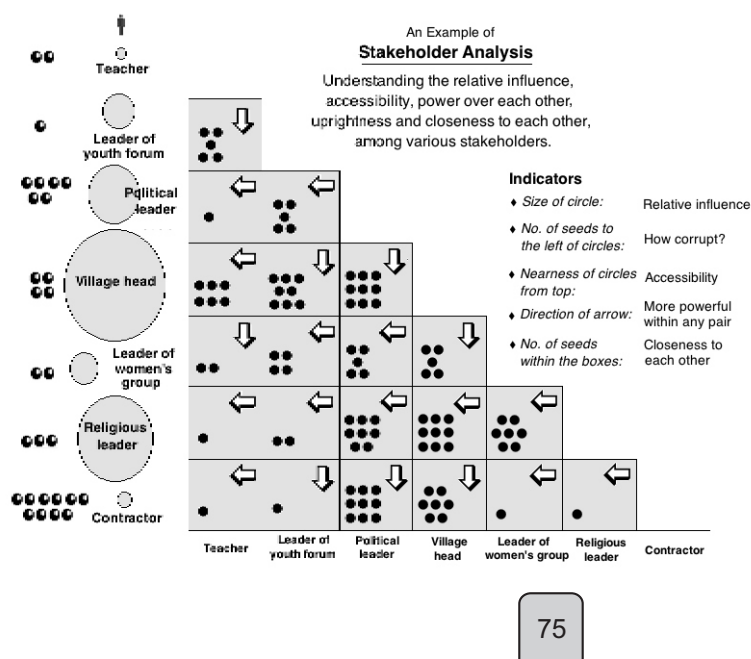 An Example of
Stakeholder Analysis
Understanding the relative influence,
accessibility, power over each other,
uprightness and closeness to each other,
among various stakeholders.
Teacher
Leader of
youth forum
Political
leader
Village head
Leader of
women's
group
Religious
leader
Contractor
Indicators
♦ Size of circle: Relative influence
♦ No. of seeds to
the left of circles: How corrupt?
♦ Nearness of circles
from top: Accessibility
♦ Direction of arrow: More powerful
within any pair
♦ No. of seeds
within the boxes: Closeness to
each other
Teacher
Leader of
youth forum
Political
leader
Village
head
Leader of
women's group
Religious
leader
Contractor
75